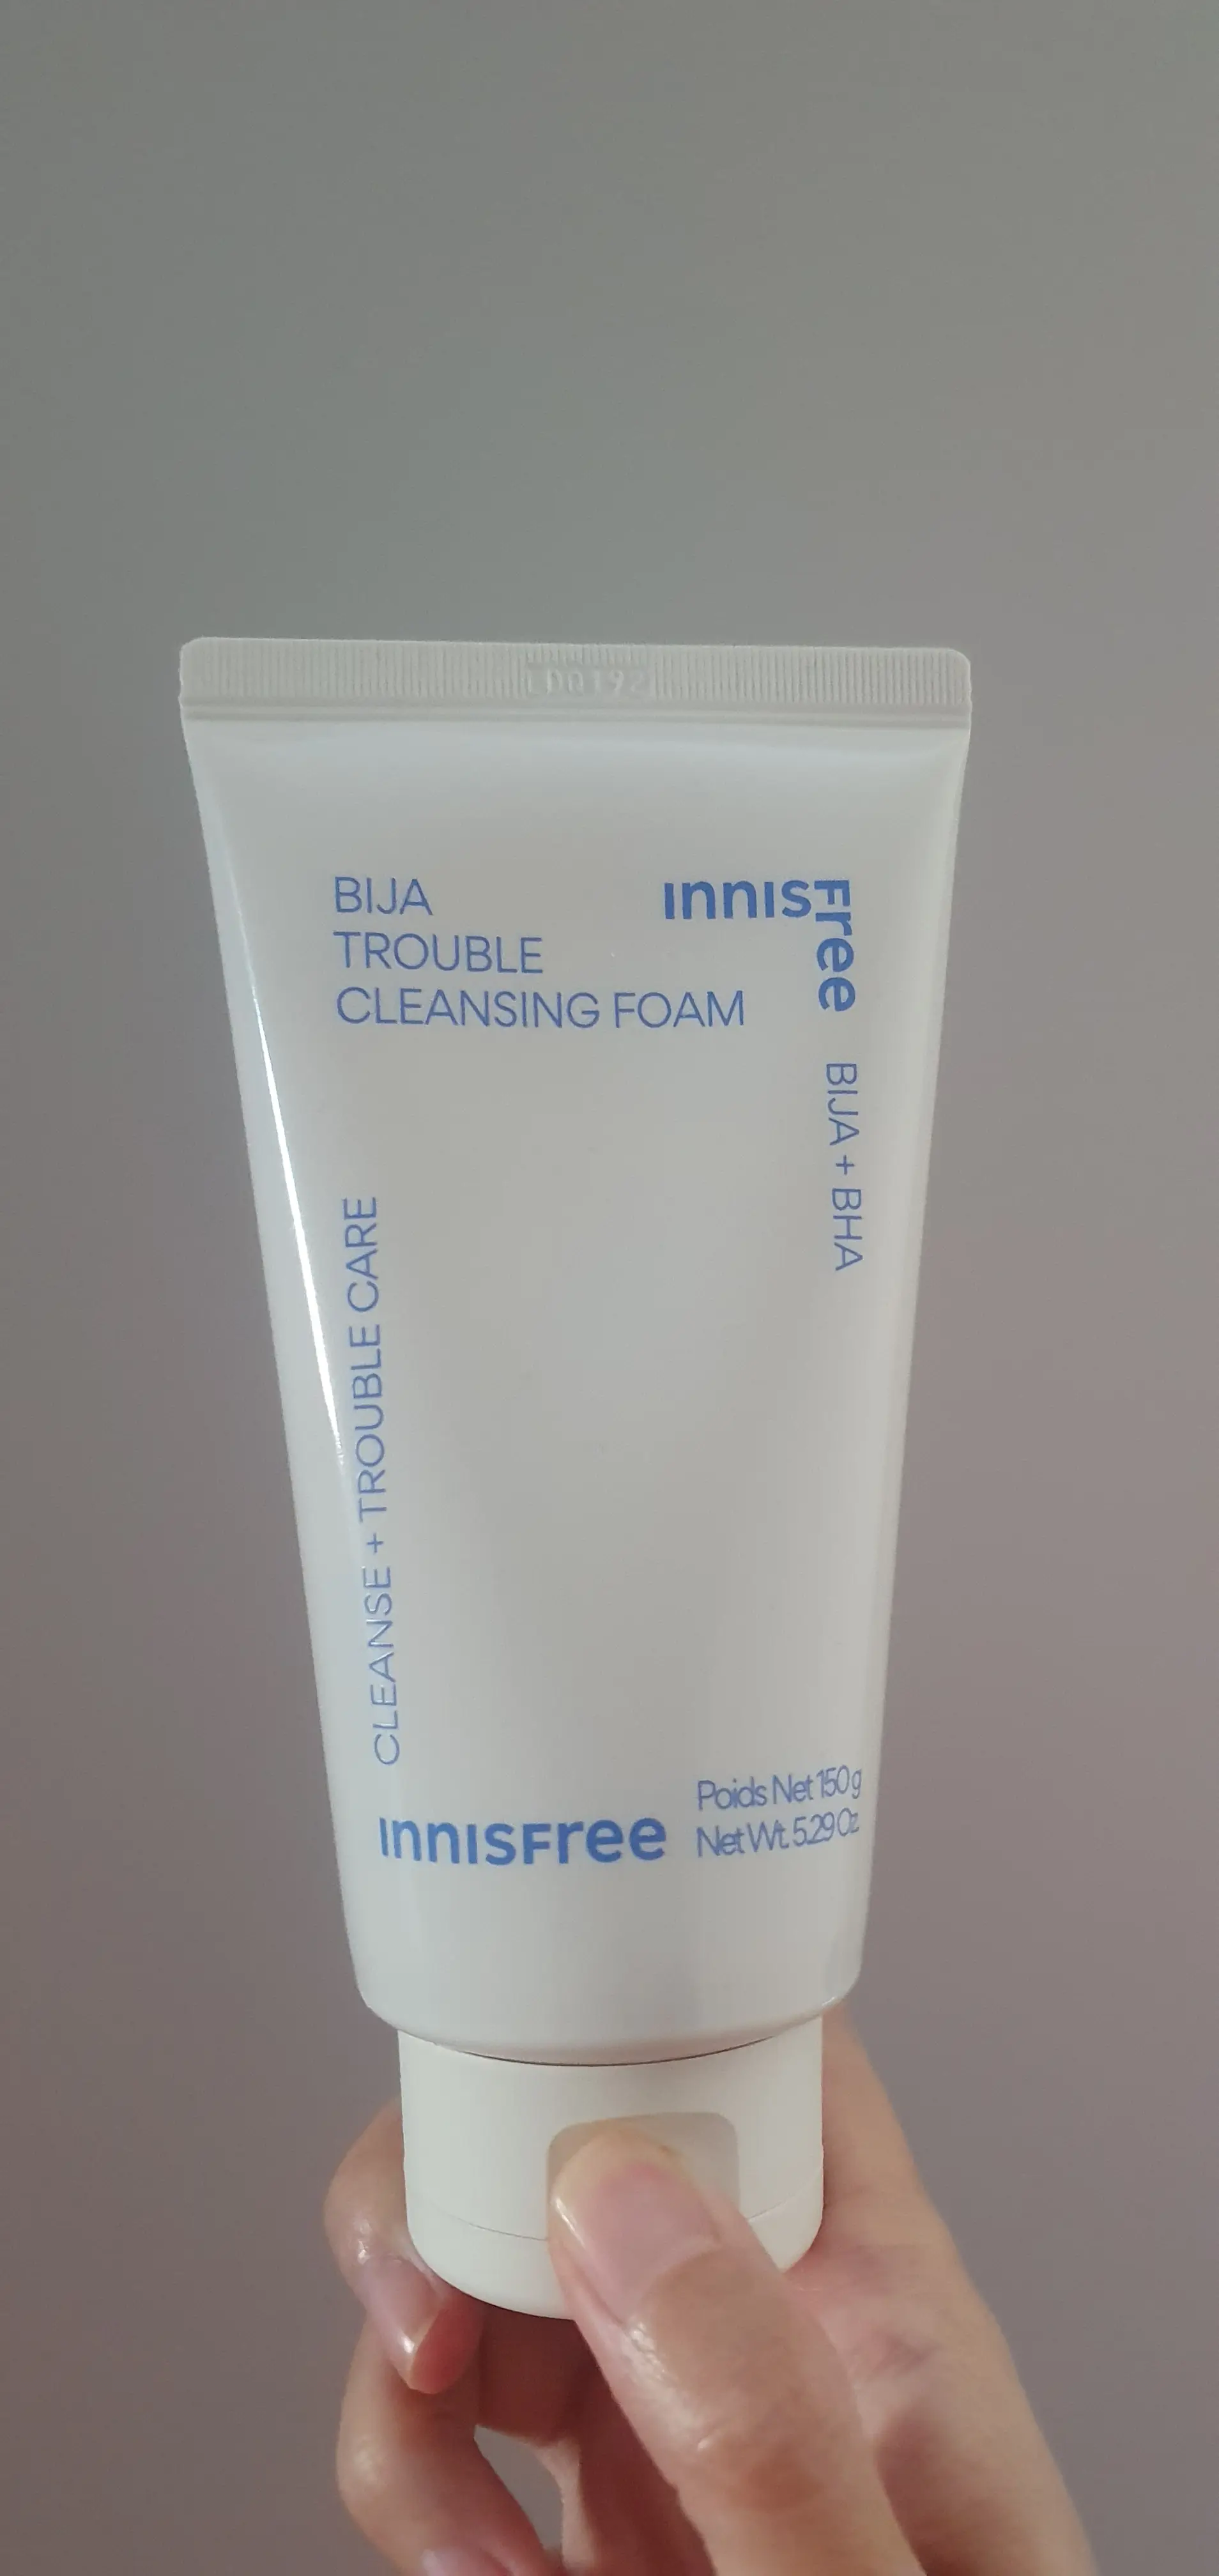 BIJA
TROUBLE
CLEANSING FOAM
INNISFree
BIJA + BHA
CLEANSE + TROUBLE CARE
INNISFree
Poids Net 150g
Net Wt. 5.29 Oz